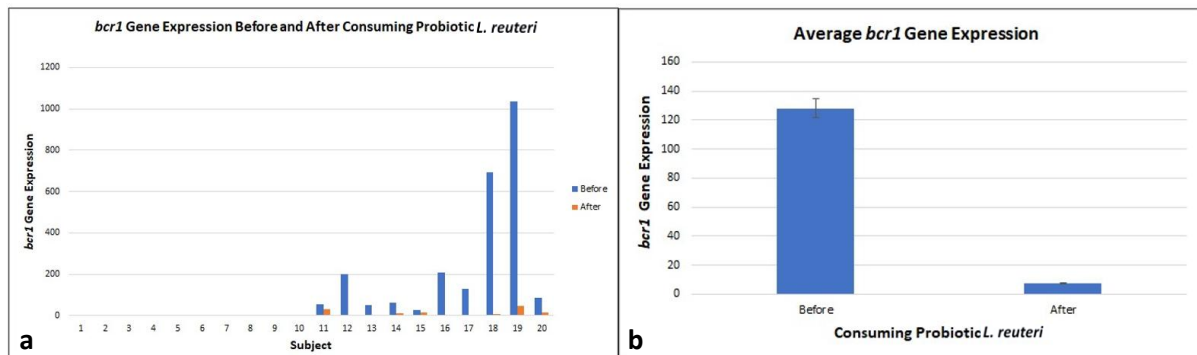 bcr1 Gene Expression Before and After Consuming Probiotic L. reuteri
1200
1000
800
600
400
200
0
bcr1 Gene Expression
1 2 3 4 5 6 7 8 9 10 11 12 13 14 15 16 17 18 19 20
Subject
Before
After
a
Average bcr1 Gene Expression
160
140
120
100
80
60
40
20
0
bcr1 Gene Expression
Before After
Consuming Probiotic L. reuteri
b